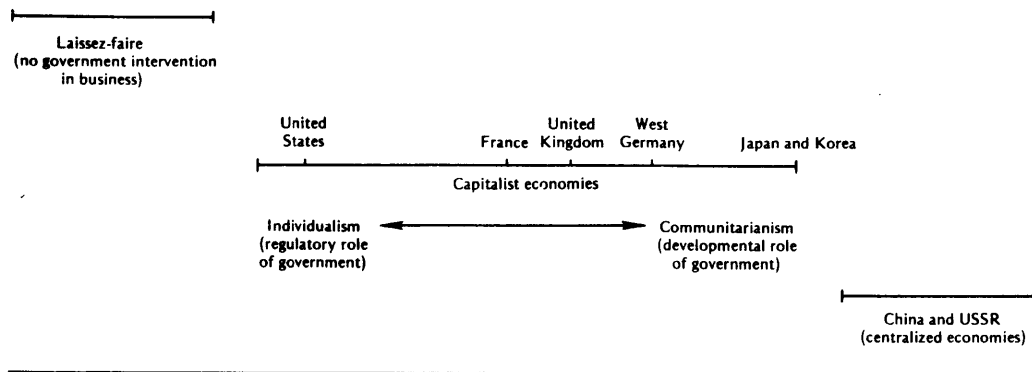 Laissez-faire
(no government intervention
in business)
United
States
France
United
Kingdom
West
Germany
Japan and Korea
Capitalist economies
Individualism
(regulatory role
of government)
Communitarianism
(developmental role
of government)
China and USSR
(centralized economies)